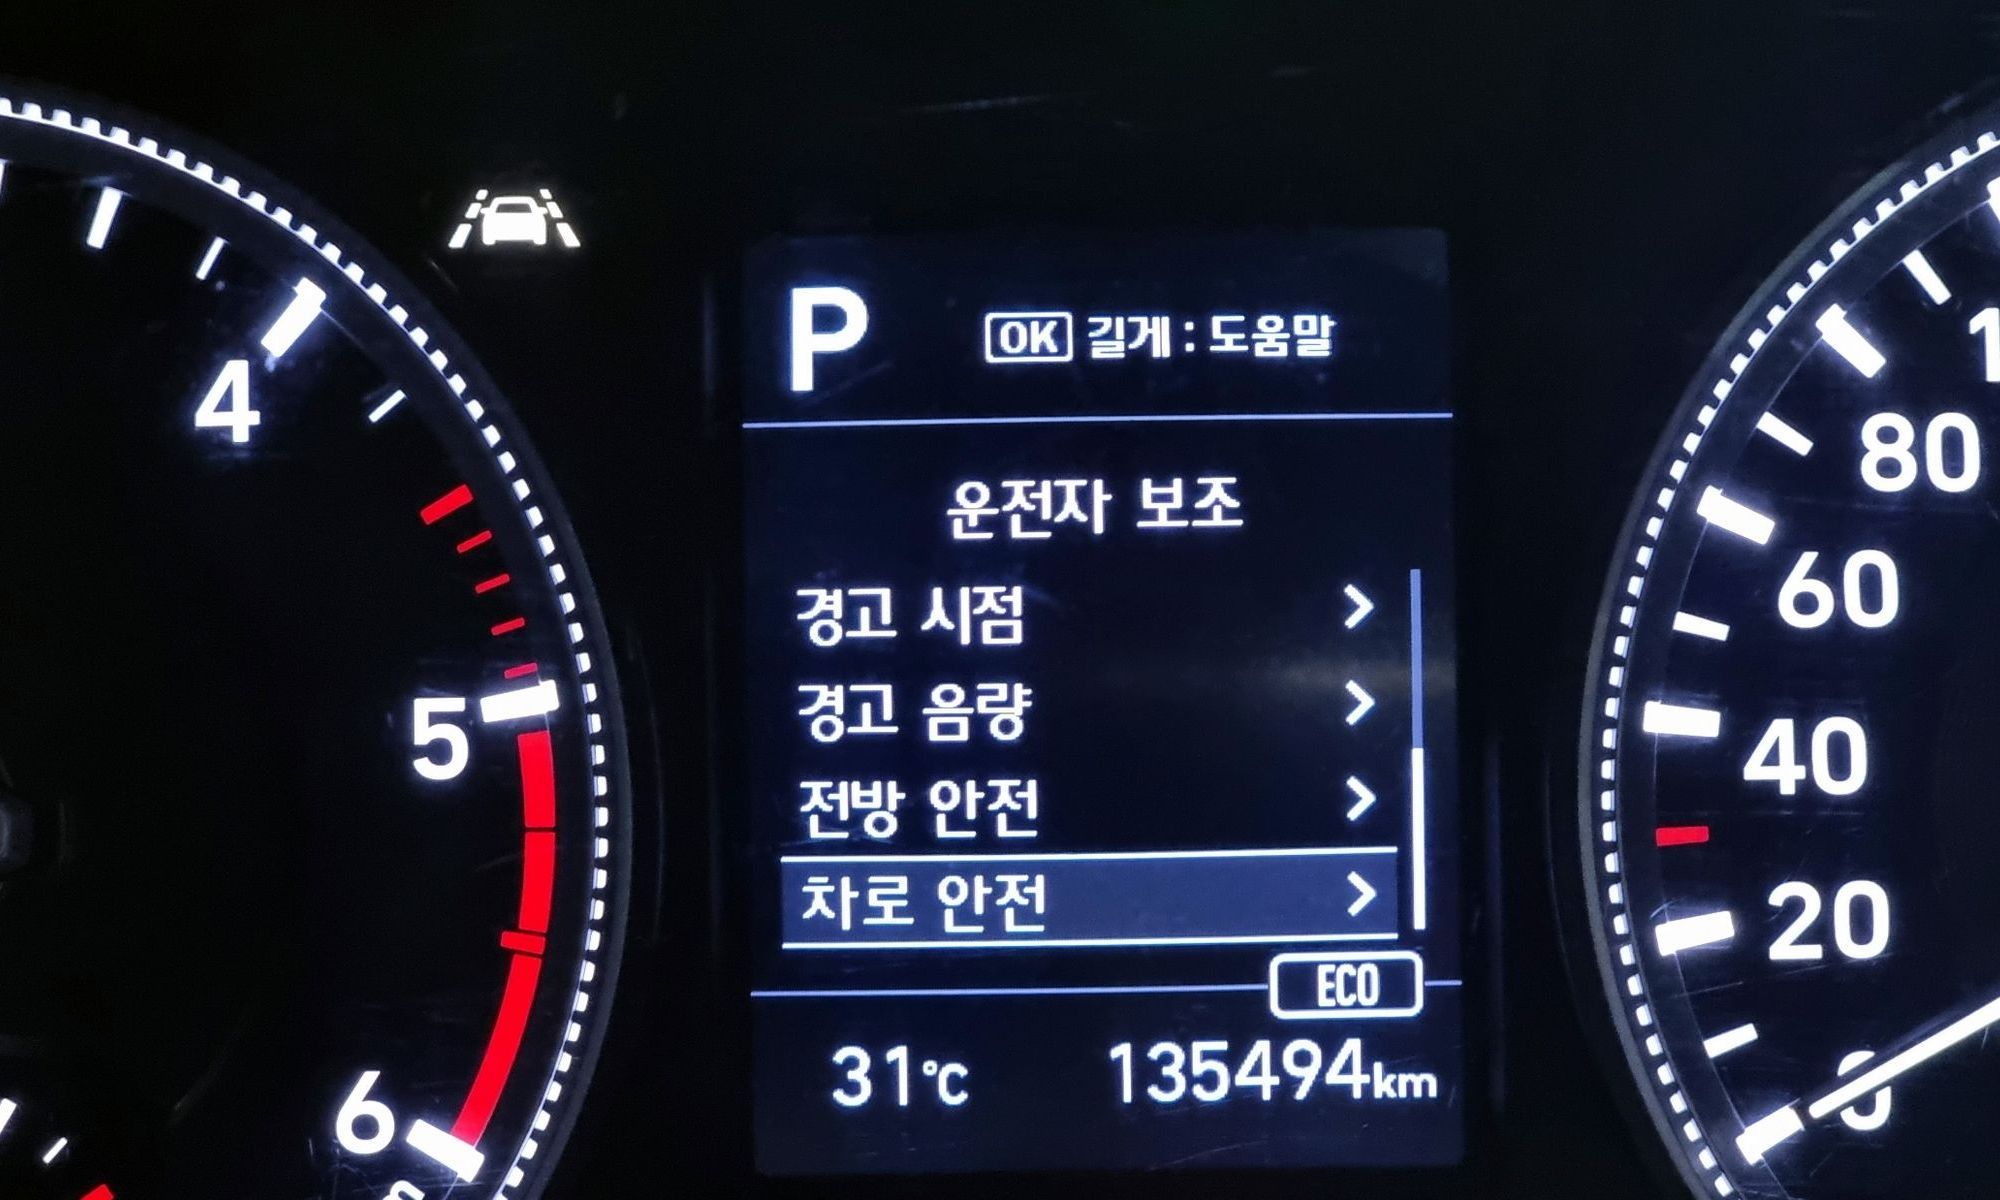 P
OK 길게 : 도움말
운전자 보조
경고 시점 >
경고 음량 >
전방 안전 >
차로 안전 >
ECO
31°C 135494km
4
5
6
80
60
40
20
0